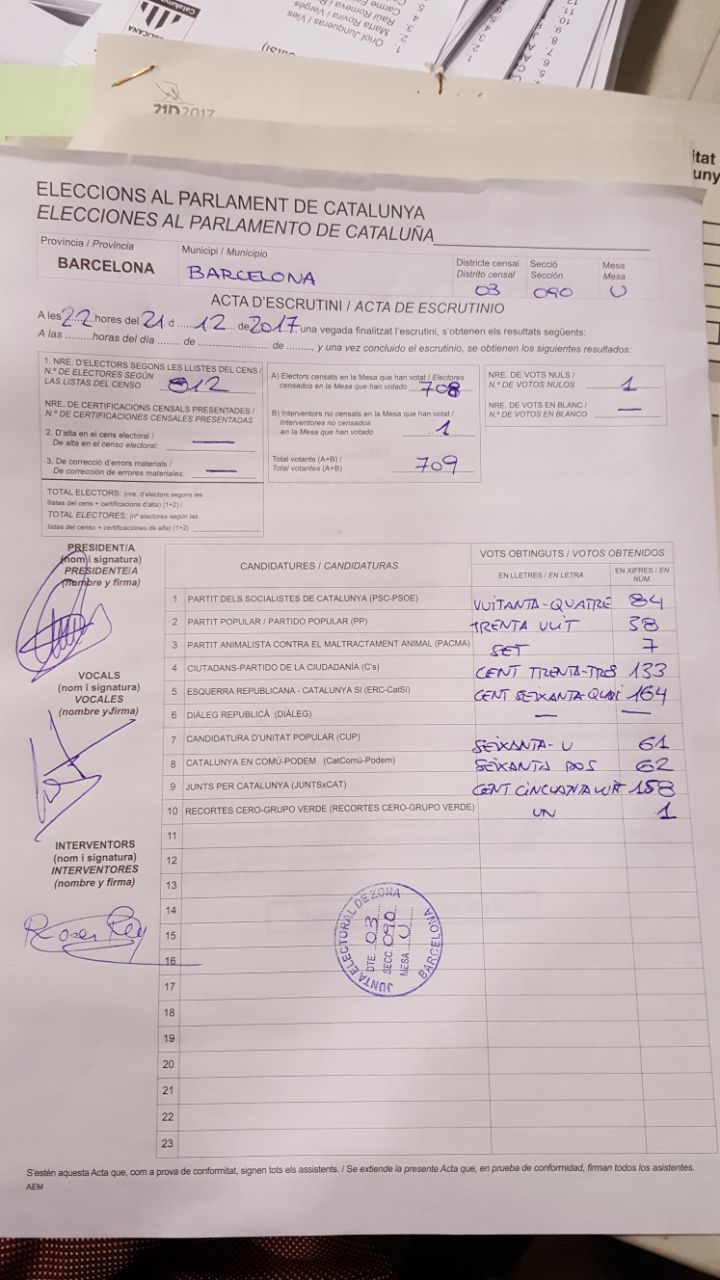 Oriol Junqueras i Vies
Marta Rovira i Vergés
21D2017
ELECCIONS AL PARLAMENT DE CATALUNYA
ELECCIONES AL PARLAMENTO DE CATALUÑA
Provincia / Provincia
BARCELONA
Municipi / Municipio
BARCELONA
Districte censal Secció Mesa
Distrito censal Sección Mesa
03 090 U
ACTA D'ESCRUTINI / ACTA DE ESCRUTINIO
A les 22 hores del 21 d ..... 12 ... de 2017 una vegada finalitzat l'escrutini, s'obtenen els resultats següents:
A las .........horas del día ....... de ....................... de ........, y una vez concluido el escrutinio, se obtienen los siguientes resultados:
1. NRE. D'ELECTORS SEGONS LES LLISTES DEL CENS /
N.º DE ELECTORES SEGÚN
LAS LISTAS DEL CENSO 812
NRE. DE CERTIFICACIONS CENSALS PRESENTADES /
N.º DE CERTIFICACIONES CENSALES PRESENTADAS
2. D'alta en el cens electoral /
De alta en el censo electoral: —
3. De correcció d'errors materials /
De corrección de errores materiales: —
TOTAL ELECTORS: (nre. d'electors segons les
llistes del cens + certificacions d'alta) (1+2) /
TOTAL ELECTORES: (nº electores según las
listas del censo + certificaciones de alta) (1+2)
A) Electors censats en la Mesa que han votat / Electores
censados en la Mesa que han votado 708
B) Interventors no censats en la Mesa que han votat /
Interventores no censados
en la Mesa que han votado 1
Total votants (A+B) /
Total votantes (A+B) 709
NRE. DE VOTS NULS /
N.º DE VOTOS NULOS 1
NRE. DE VOTS EN BLANC /
N.º DE VOTOS EN BLANCO —
PRESIDENT/A
(nom i signatura)
PRESIDENTE/A
(nombre y firma)
VOCALS
(nom i signatura)
VOCALES
(nombre y firma)
INTERVENTORS
(nom i signatura)
INTERVENTORES
(nombre y firma)
Roser Rey
CANDIDATURES / CANDIDATURAS
VOTS OBTINGUTS / VOTOS OBTENIDOS
EN LLETRES / EN LETRA
EN XIFRES / EN NÚM.
1 PARTIT DELS SOCIALISTES DE CATALUNYA (PSC-PSOE) VUITANTA-QUATRE 84
2 PARTIT POPULAR / PARTIDO POPULAR (PP) TRENTA VUIT 38
3 PARTIT ANIMALISTA CONTRA EL MALTRACTAMENT ANIMAL (PACMA) SET 7
4 CIUTADANS-PARTIDO DE LA CIUDADANÍA (C's) CENT TRENTA-TRES 133
5 ESQUERRA REPUBLICANA - CATALUNYA SI (ERC-CatSí) CENT SEIXANTA-QUAT 164
6 DIÀLEG REPUBLICÀ (DIÀLEG) — —
7 CANDIDATURA D'UNITAT POPULAR (CUP) SEIXANTA-U 61
8 CATALUNYA EN COMÚ-PODEM (CatComú-Podem) SEIXANTA DOS 62
9 JUNTS PER CATALUNYA (JUNTSxCAT) CENT CINCUANTA VUIT 158
10 RECORTES CERO-GRUPO VERDE (RECORTES CERO-GRUPO VERDE) UN 1
11
12
13
14
15
16
17
18
19
20
21
22
23
JUNTA ELECTORAL DE ZONA
DTE. 03
SECC. 090
MESA U
BARCELONA
S'estén aquesta Acta que, com a prova de conformitat, signen tots els assistents. / Se extiende la presente Acta que, en prueba de conformidad, firman todos los asistentes.
AEM